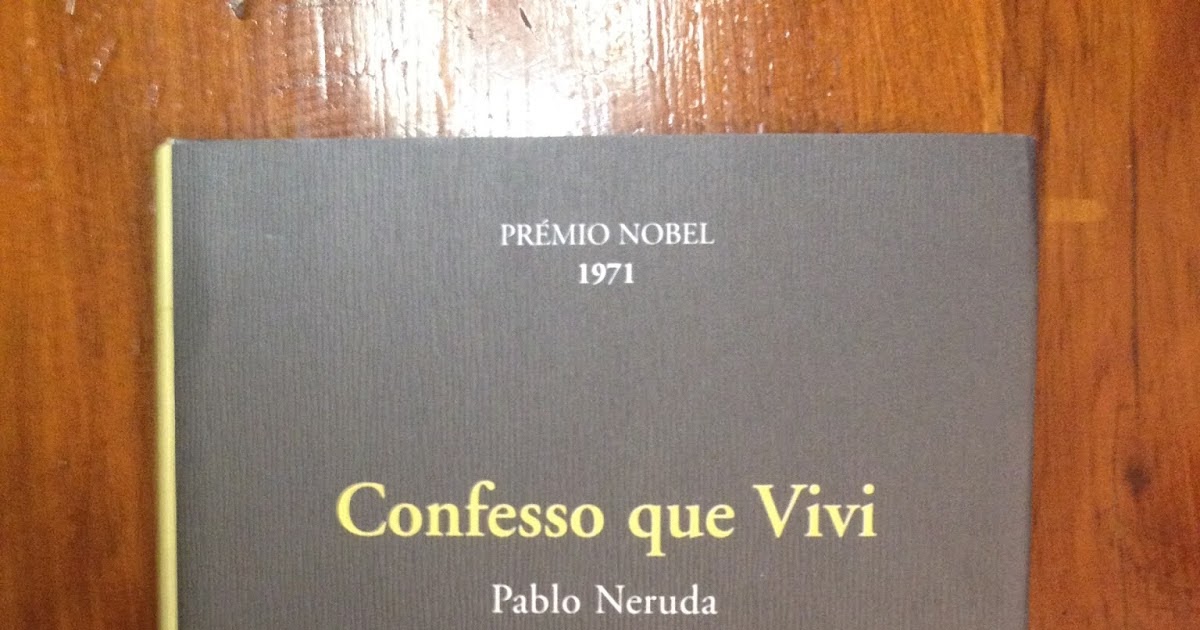 PRÉMIO NOBEL
1971
Confesso que Vivi
Pablo Neruda